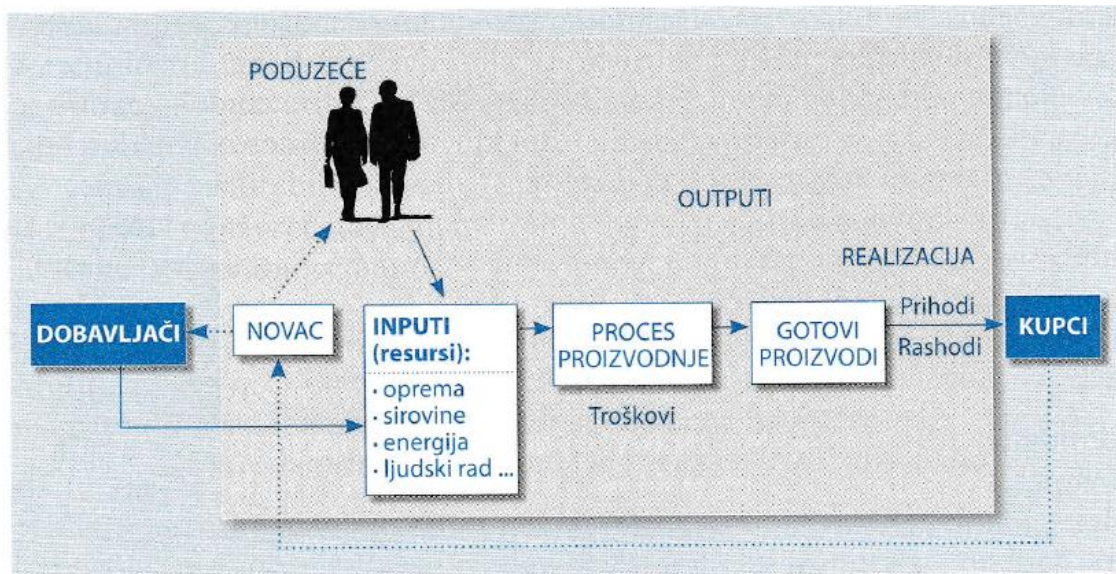 PODUZEĆE
OUTPUTI
REALIZACIJA
DOBAVLJAČI
NOVAC
INPUTI
(resursi):
· oprema
· sirovine
· energija
· ljudski rad ...
PROCES
PROIZVODNJE
Troškovi
GOTOVI
PROIZVODI
Prihodi
Rashodi
KUPCI